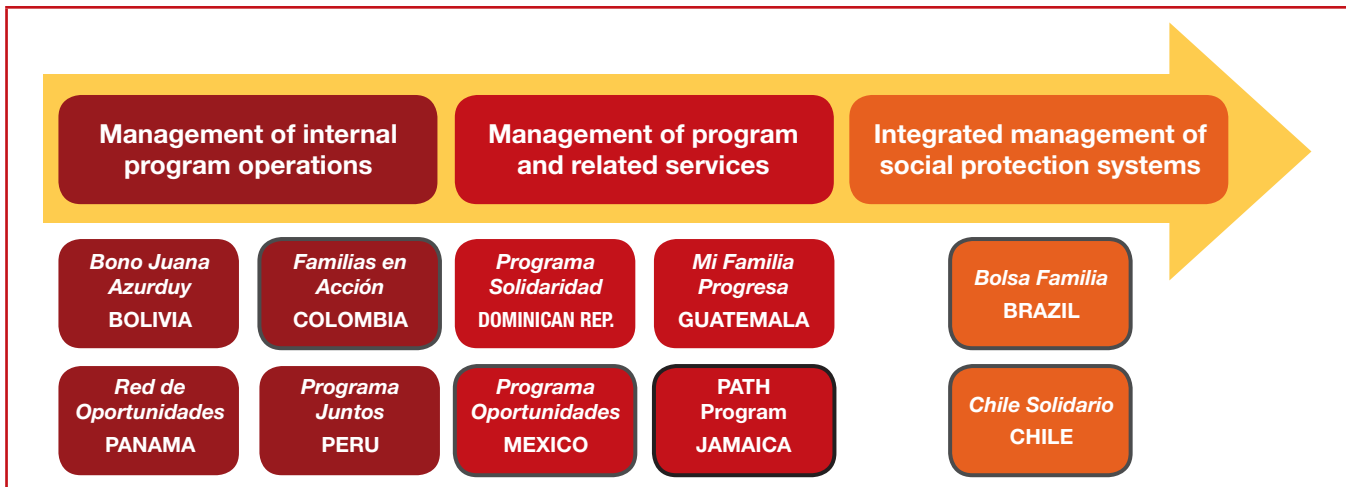 Management of internal
program operations
Management of program
and related services
Integrated management of
social protection systems
Bono Juana
Azurduy
BOLIVIA
Familias en
Acción
COLOMBIA
Programa
Solidaridad
DOMINICAN REP.
Mi Familia
Progresa
GUATEMALA
Bolsa Familia
BRAZIL
Red de
Oportunidades
PANAMA
Programa
Juntos
PERU
Programa
Oportunidades
MEXICO
PATH
Program
JAMAICA
Chile Solidario
CHILE